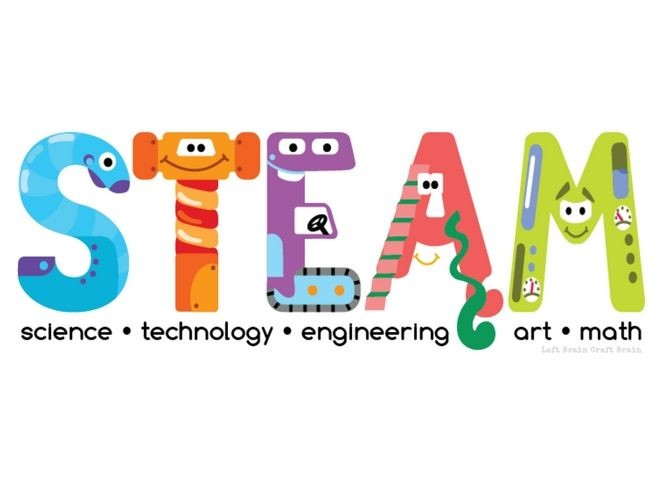 STEAM
science • technology • engineering art • math
Left Brain Craft Brain